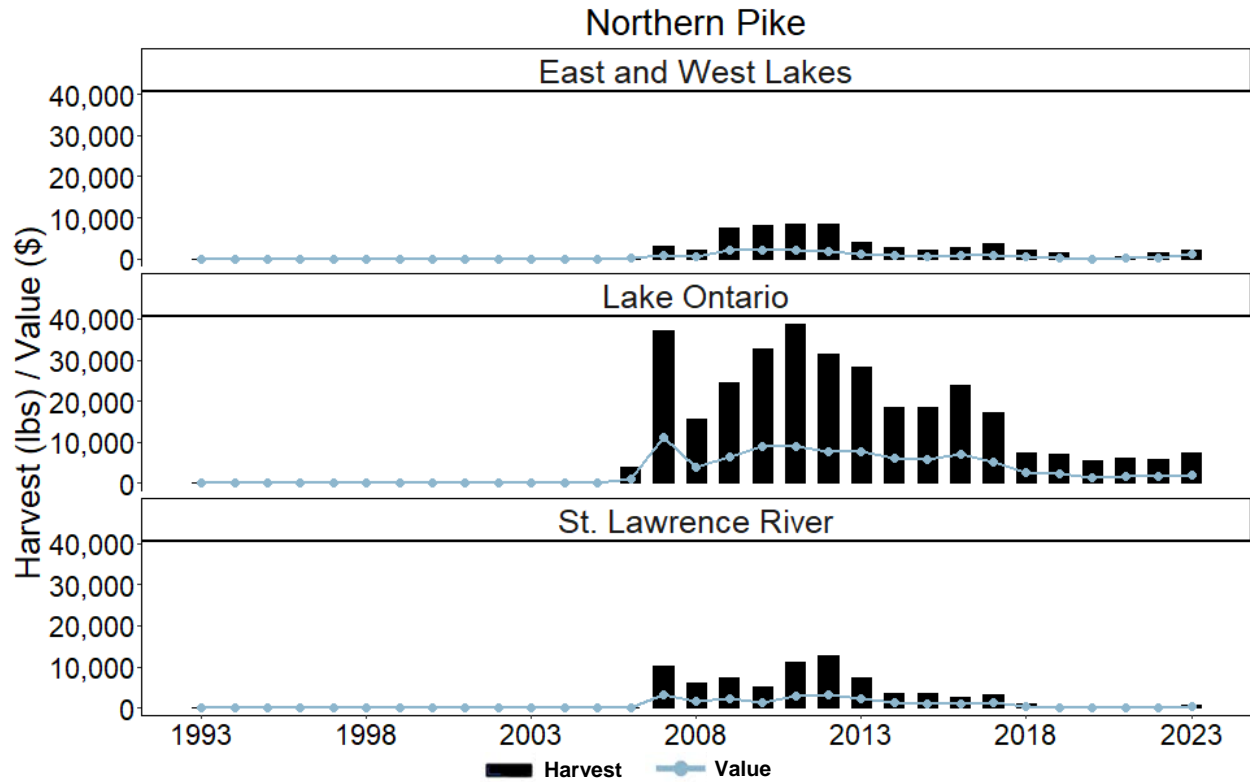 Northern Pike
East and West Lakes
40,000
30,000
20,000
10,000
0
Lake Ontario
40,000
30,000
20,000
10,000
0
St. Lawrence River
40,000
30,000
20,000
10,000
0
Harvest (lbs) / Value ($)
1993 1998 2003 2008 2013 2018 2023
Harvest Value